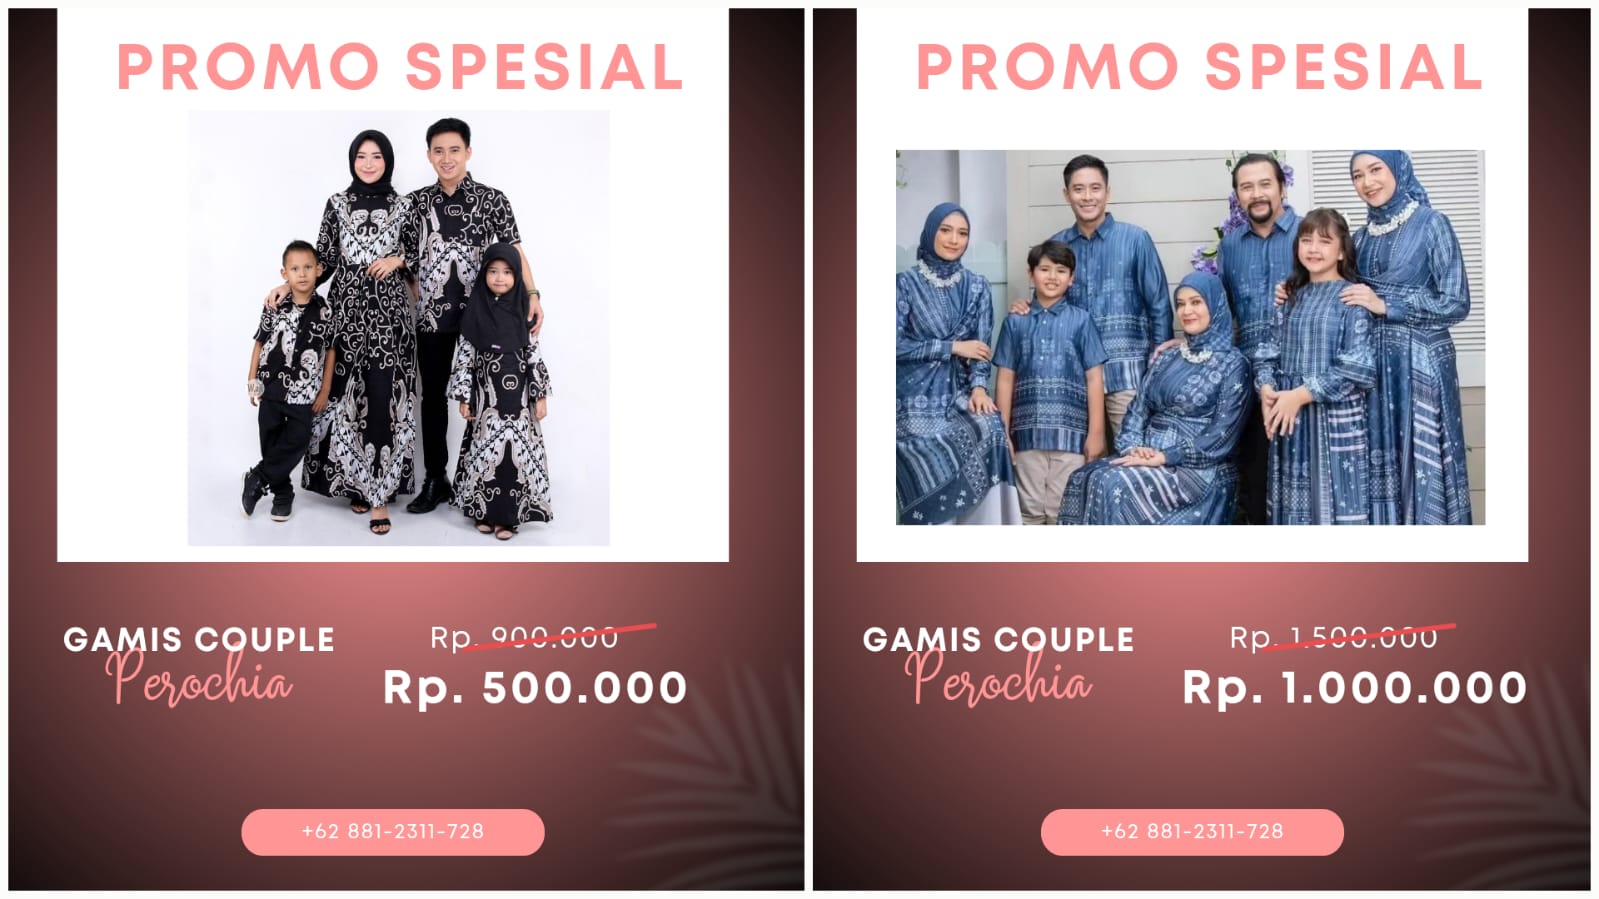 PROMO SPESIAL
GAMIS COUPLE
Perochia
Rp. 900.000
Rp. 500.000
+62 881-2311-728
PROMO SPESIAL
GAMIS COUPLE
Perochia
Rp. 1.500.000
Rp. 1.000.000
+62 881-2311-728